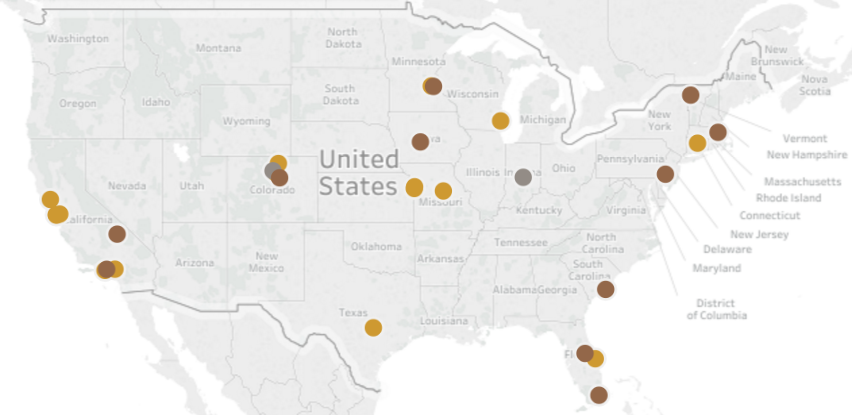 Washington
Montana
North
Dakota
Minnesota
New
Brunswick
Maine
Nova
Scotia
Oregon
Idaho
South
Dakota
Wisconsin
Wyoming
Michigan
New
York
Vermont
New Hampshire
United
States
Nevada
Utah
Colorado
Illinois
Ohio
Pennsylvania
Massachusetts
Rhode Island
Connecticut
New Jersey
Delaware
Maryland
District
of Columbia
alifornia
Missouri
Kentucky
Virginia
Arizona
New
Mexico
Oklahoma
Arkansas
Tennessee
North
Carolina
South
Carolina
Alabama
Georgia
Texas
Louisiana
Fl